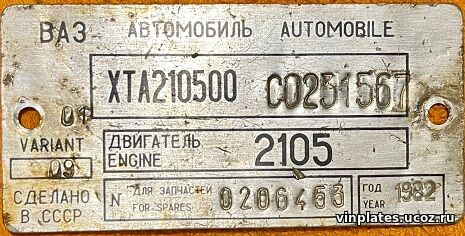 ВАЗ АВТОМОБИЛЬ AUTOMOBILE
XTA210500 C0251567
01
VARIANT
09
ДВИГАТЕЛЬ
ENGINE 2105
СДЕЛАНО
В СССР
N ДЛЯ ЗАПЧАСТЕЙ
FOR SPARES 0206453
ГОД
YEAR 1982
vinplates.ucoz.ru